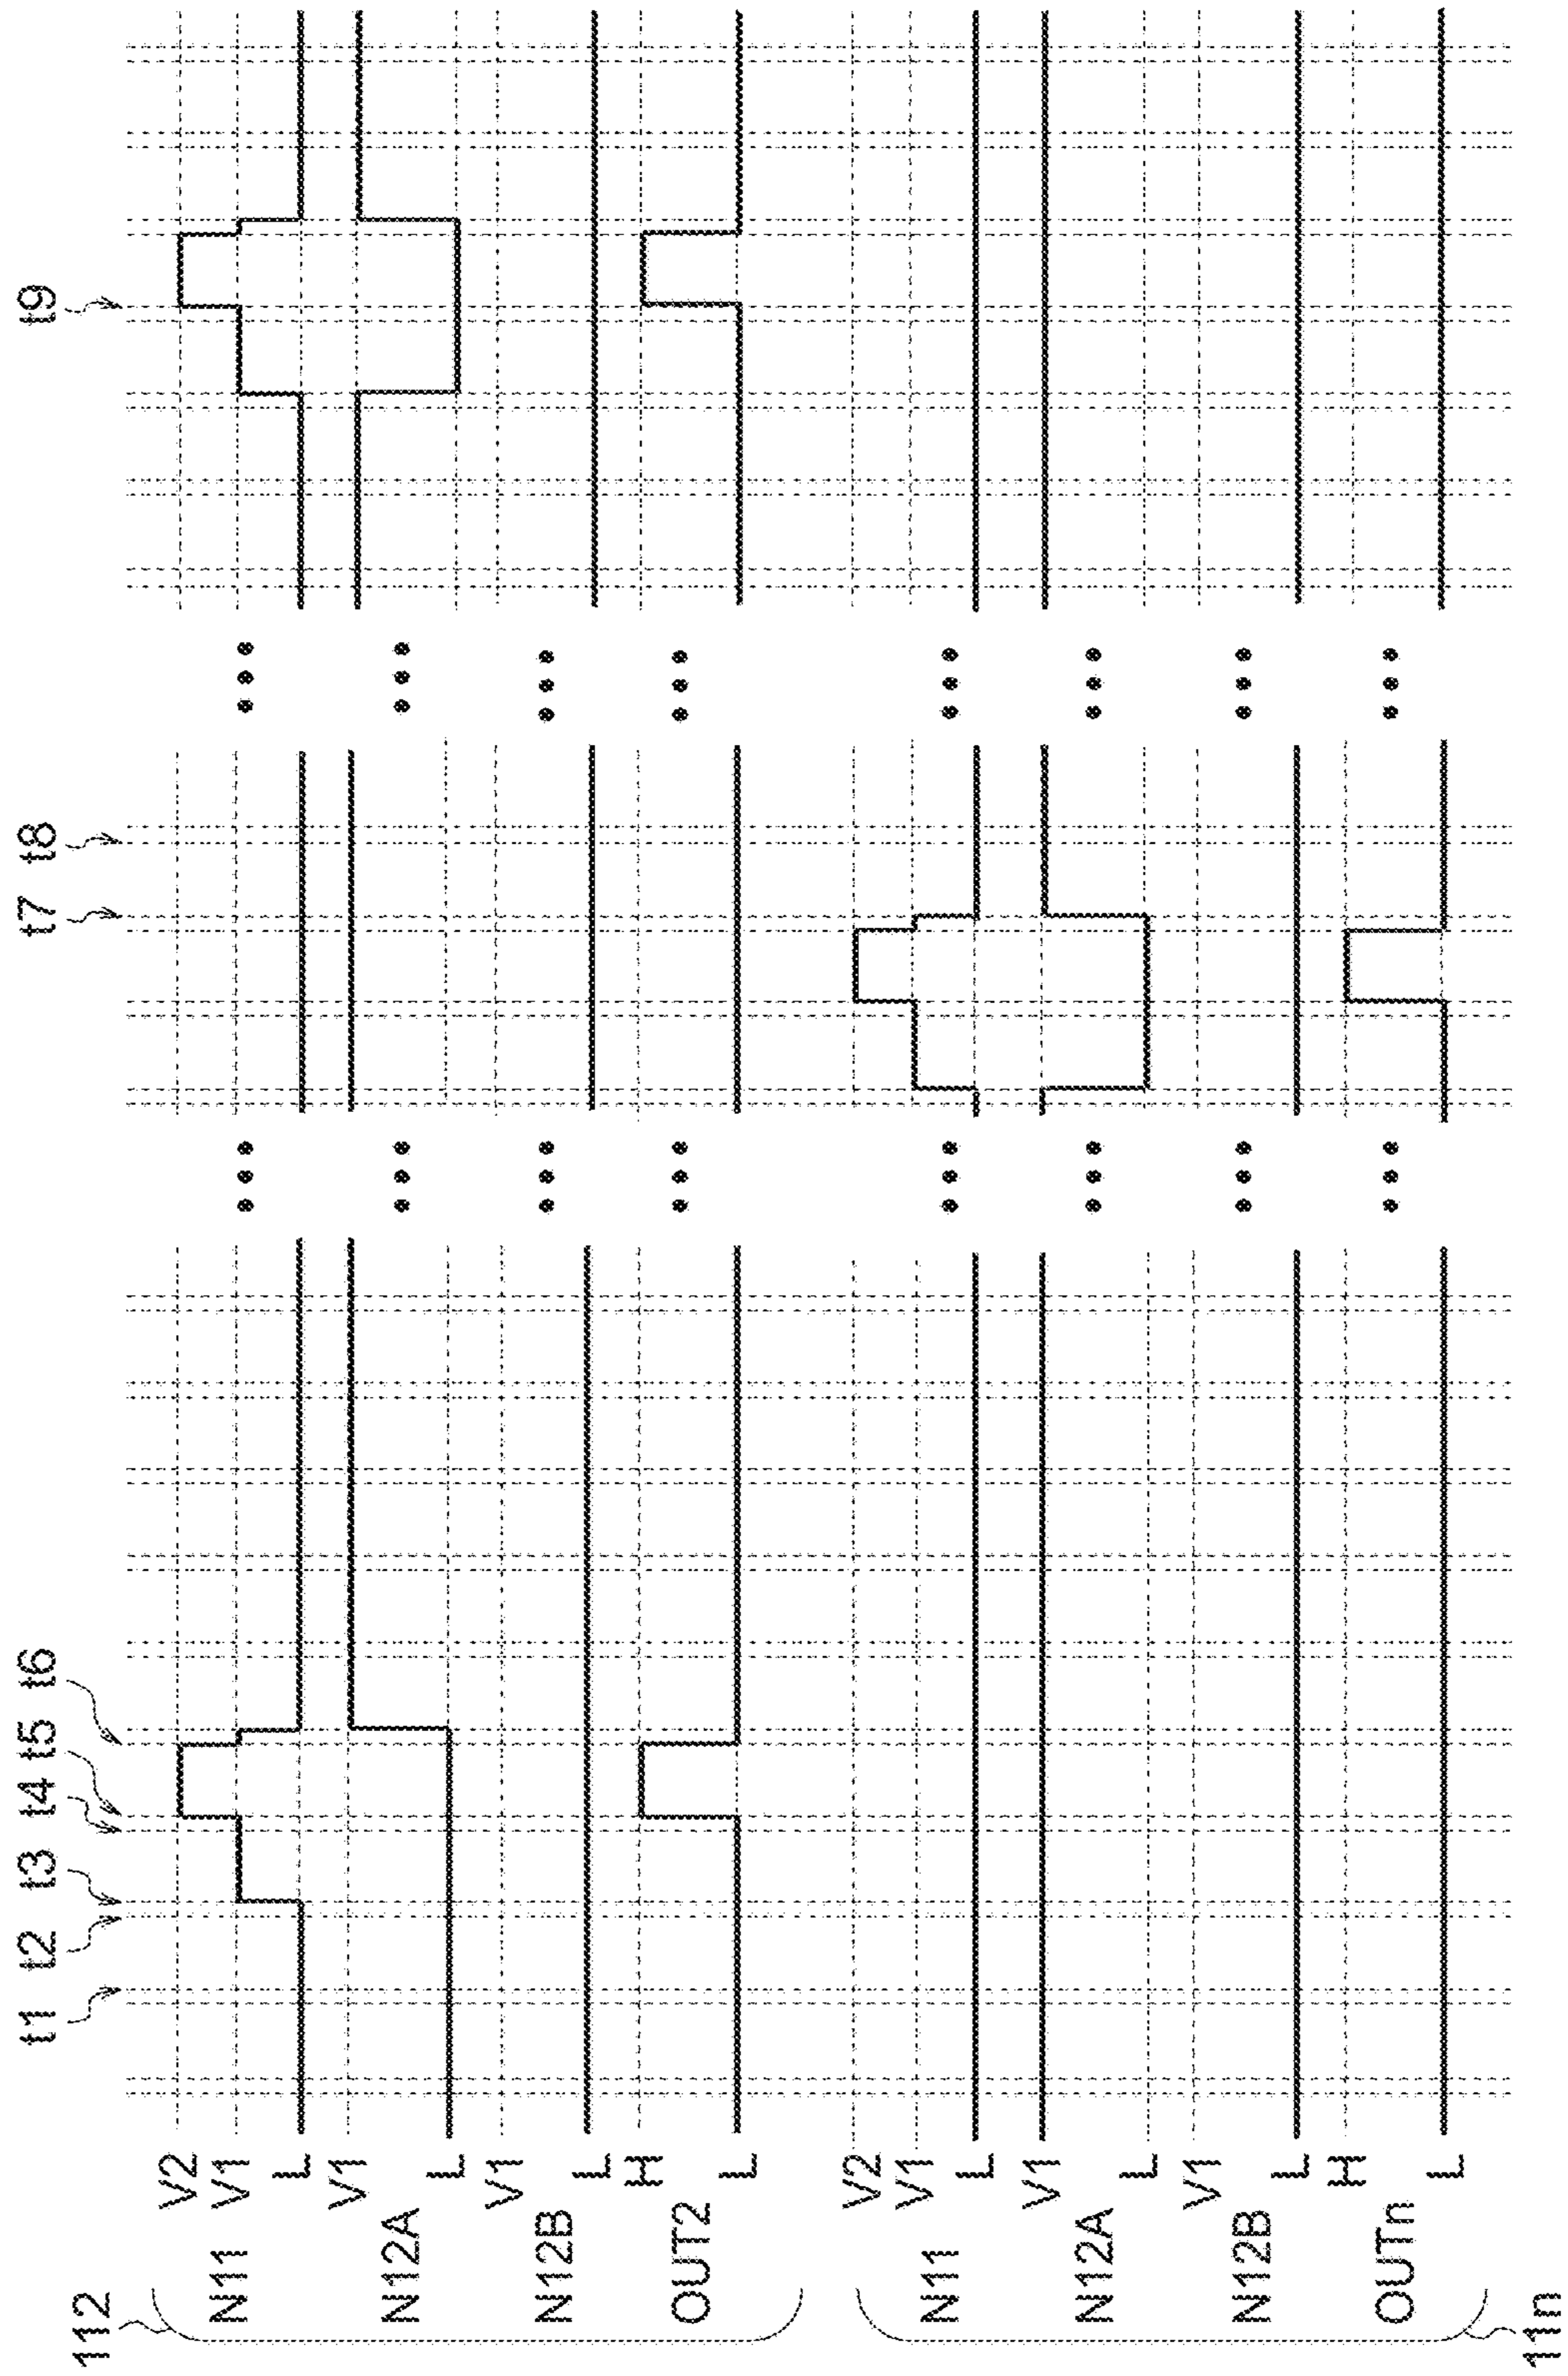 t1 t2 t3 t4 t5 t6 t7 t8 t9
112
N11 V2
V1
L
N12A V1
L
N12B V1
L
OUT2 H
L
N11 V2
V1
L
N12A V1
L
N12B V1
L
OUTn H
L
11n